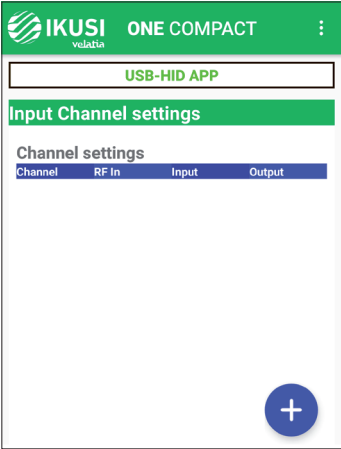 IKUSI ONE COMPACT
velatia
USB-HID APP
Input Channel settings
Channel settings
Channel RF In Input Output
+